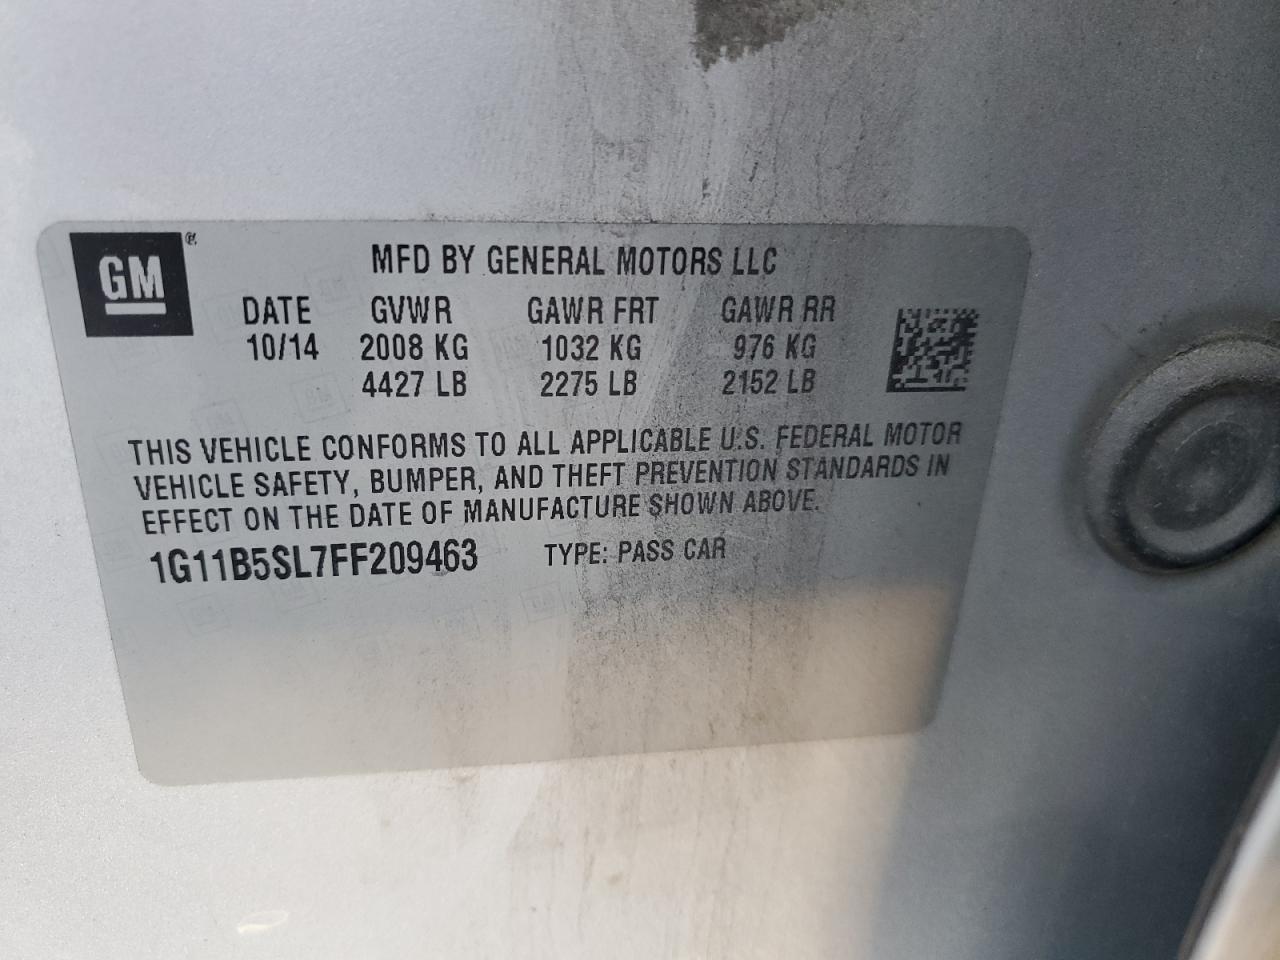 GM
MFD BY GENERAL MOTORS LLC
DATE GVWR GAWR FRT GAWR RR
10/14 2008 KG 1032 KG 976 KG
4427 LB 2275 LB 2152 LB
THIS VEHICLE CONFORMS TO ALL APPLICABLE U.S. FEDERAL MOTOR
VEHICLE SAFETY, BUMPER, AND THEFT PREVENTION STANDARDS IN
EFFECT ON THE DATE OF MANUFACTURE SHOWN ABOVE.
1G11B5SL7FF209463 TYPE: PASS CAR